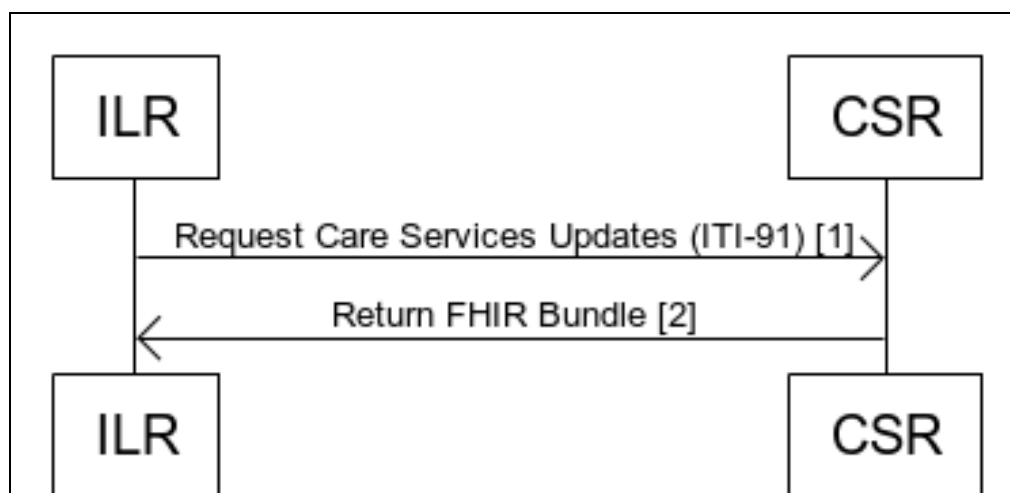 ILR
CSR
Request Care Services Updates (ITI-91) [1]
Return FHIR Bundle [2]
ILR
CSR